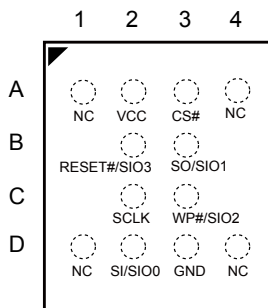 1 2 3 4
A
NC VCC CS# NC
B
RESET#/SIO3 SO/SIO1
C
SCLK WP#/SIO2
D
NC SI/SIO0 GND NC